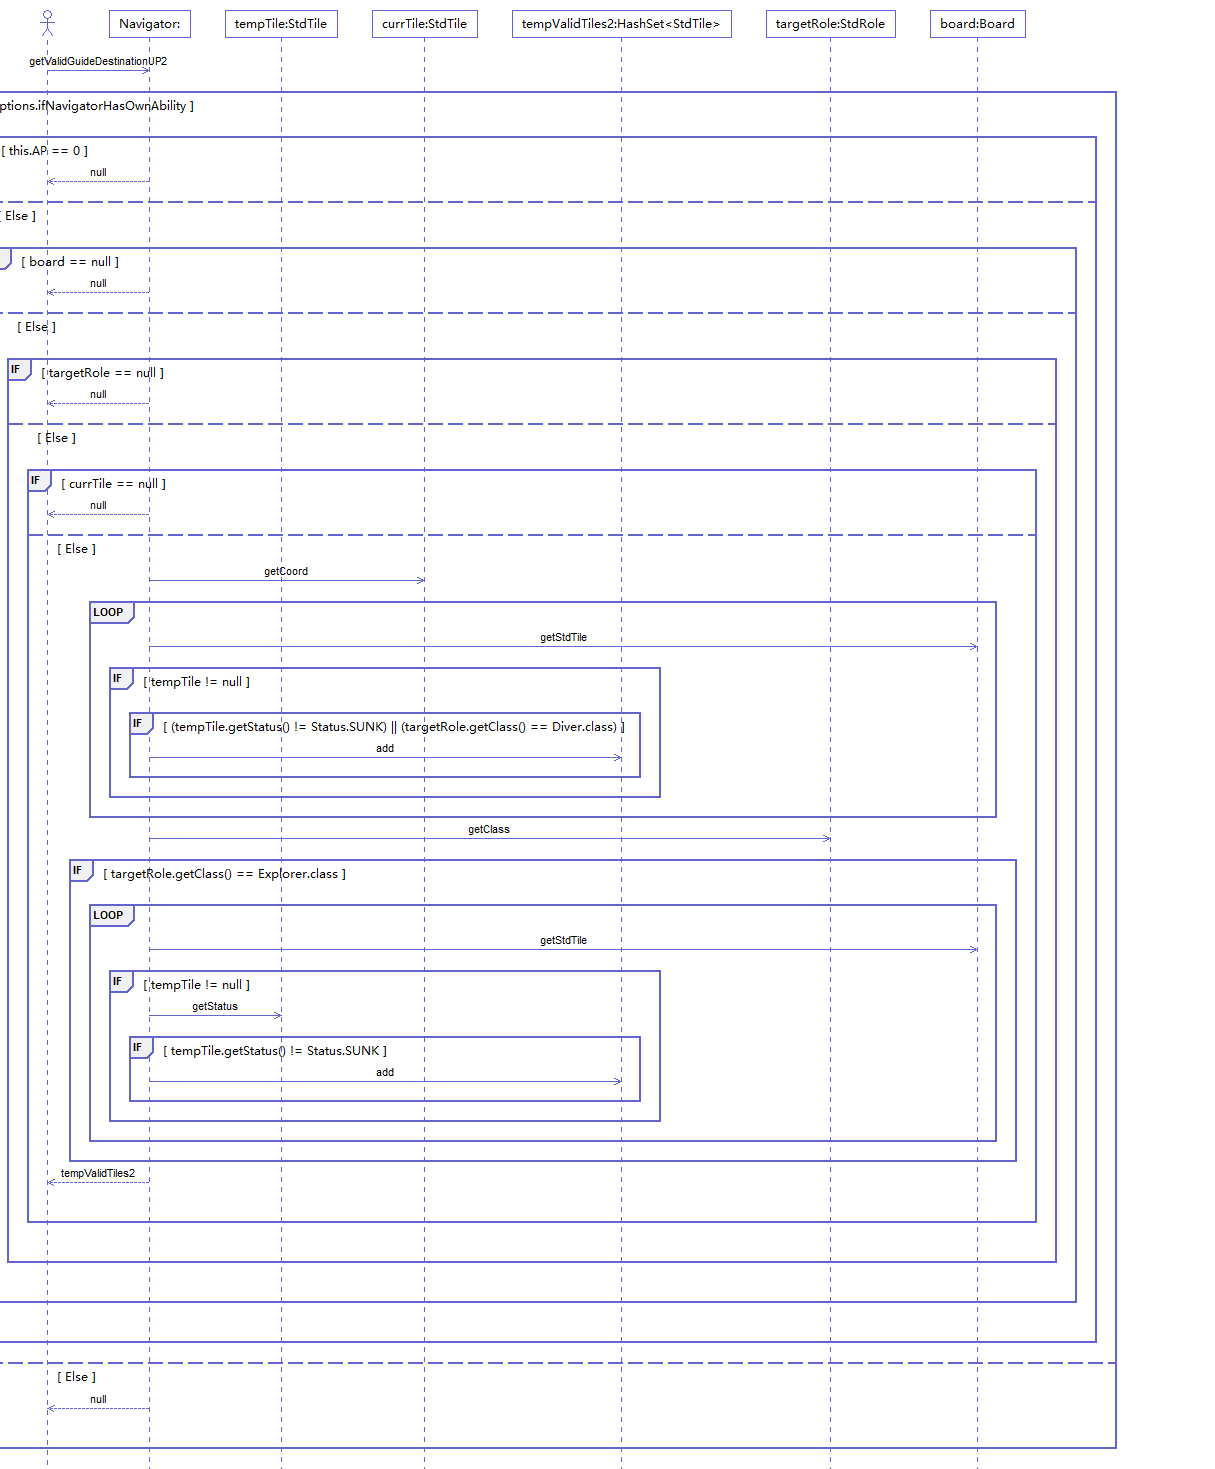 Navigator:
tempTile:StdTile
currTile:StdTile
tempValidTiles2:HashSet<StdTile>
targetRole:StdRole
board:Board
getValidGuideDestinationUP2
ptions.ifNavigatorHasOwnAbility ]
[ this.AP == 0 ]
null
[ Else ]
[ board == null ]
null
[ Else ]
IF
[ targetRole == null ]
null
[ Else ]
IF
[ currTile == null ]
null
[ Else ]
getCoord
LOOP
getStdTile
IF
[ tempTile != null ]
IF
[ (tempTile.getStatus() != Status.SUNK) || (targetRole.getClass() == Diver.class) ]
add
getClass
IF
[ targetRole.getClass() == Explorer.class ]
LOOP
getStdTile
IF
[ tempTile != null ]
getStatus
IF
[ tempTile.getStatus() != Status.SUNK ]
add
tempValidTiles2
[ Else ]
null